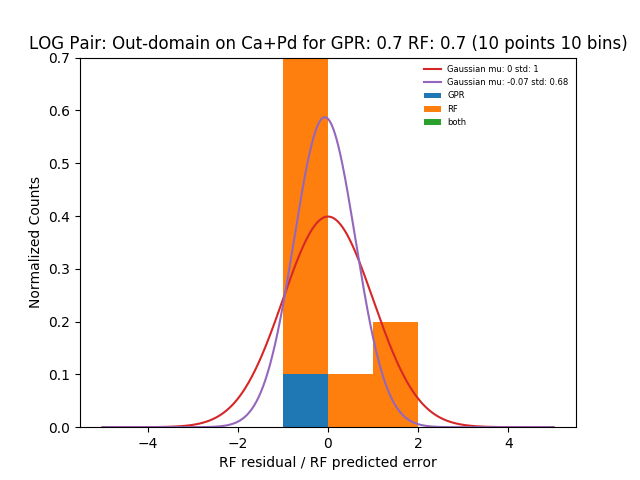 LOG Pair: Out-domain on Ca+Pd for GPR: 0.7 RF: 0.7 (10 points 10 bins)
Gaussian mu: 0 std: 1
Gaussian mu: -0.07 std: 0.68
GPR
RF
both
Normalized Counts
0.7
0.6
0.5
0.4
0.3
0.2
0.1
0.0
−4 −2 0 2 4
RF residual / RF predicted error